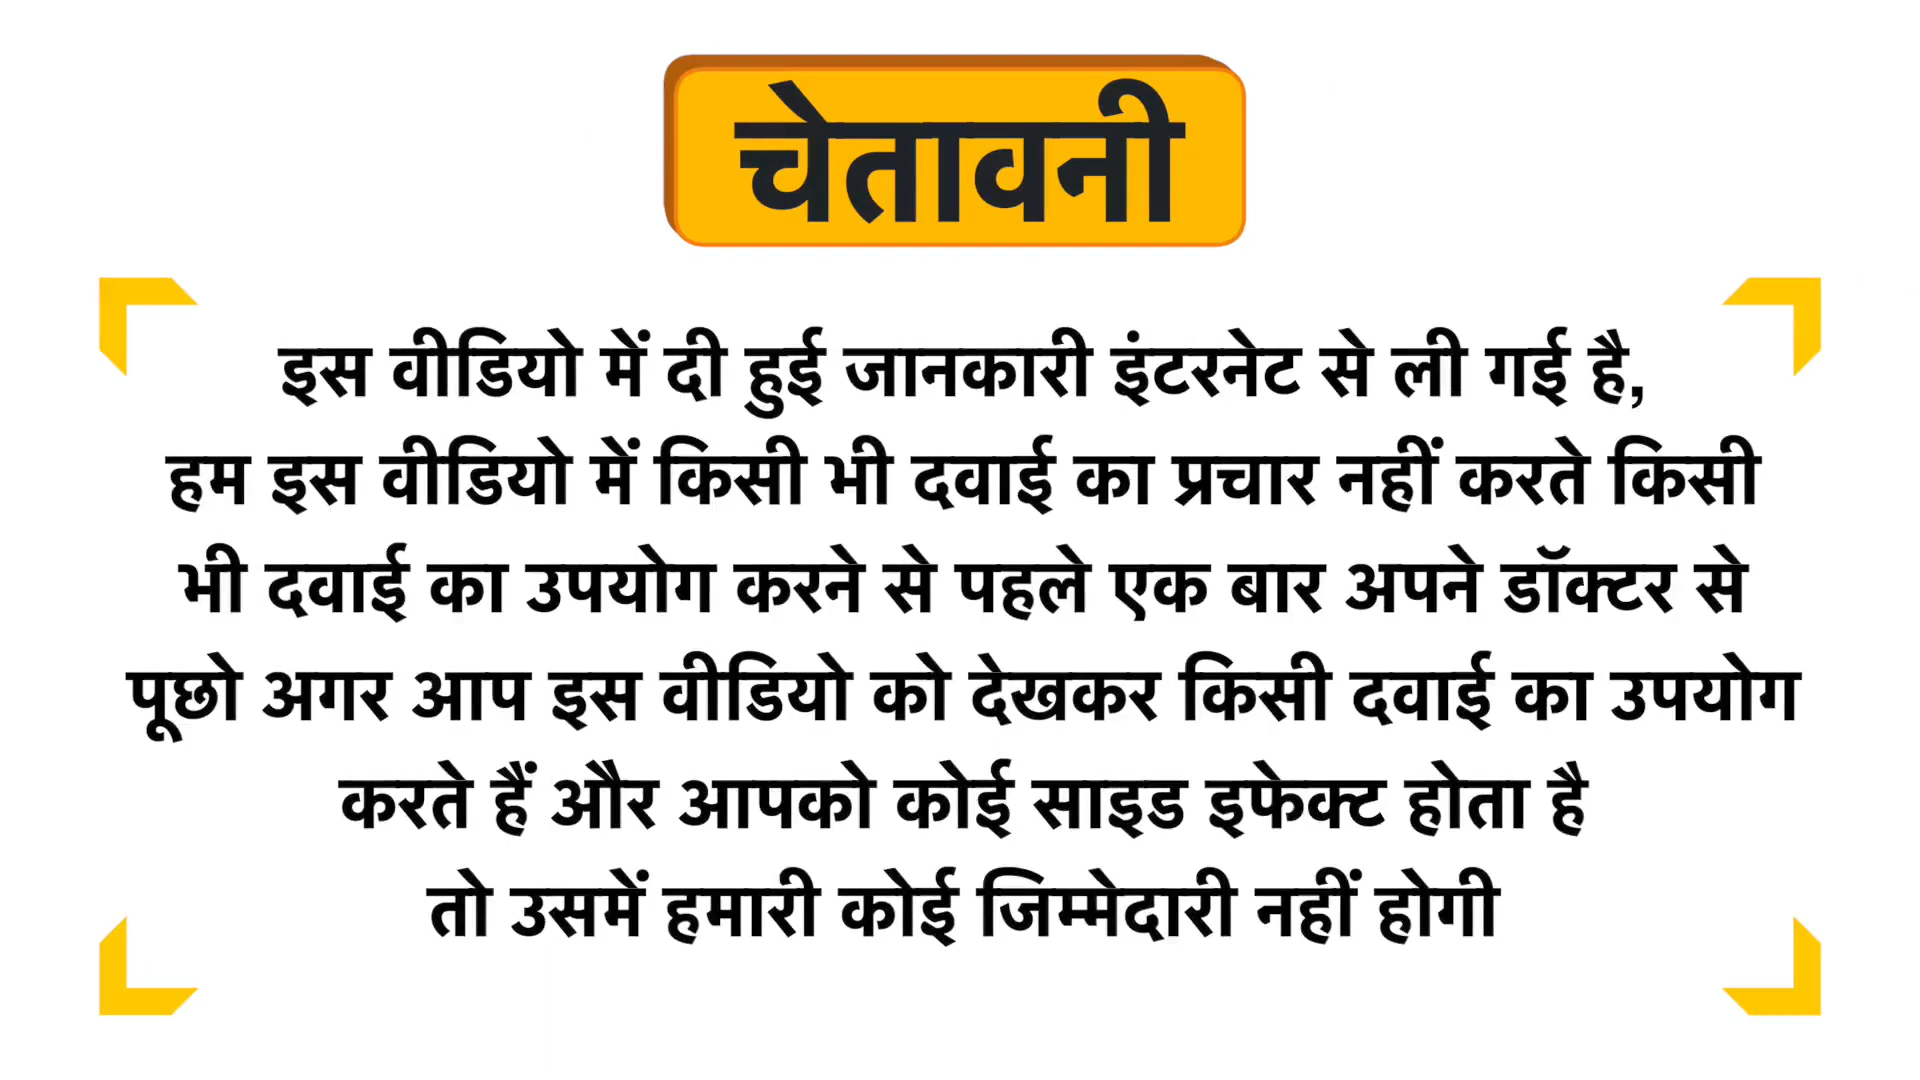 चेतावनी
इस वीडियो में दी हुई जानकारी इंटरनेट से ली गई है,
हम इस वीडियो में किसी भी दवाई का प्रचार नहीं करते किसी
भी दवाई का उपयोग करने से पहले एक बार अपने डॉक्टर से
पूछो अगर आप इस वीडियो को देखकर किसी दवाई का उपयोग
करते हैं और आपको कोई साइड इफेक्ट होता है
तो उसमें हमारी कोई जिम्मेदारी नहीं होगी